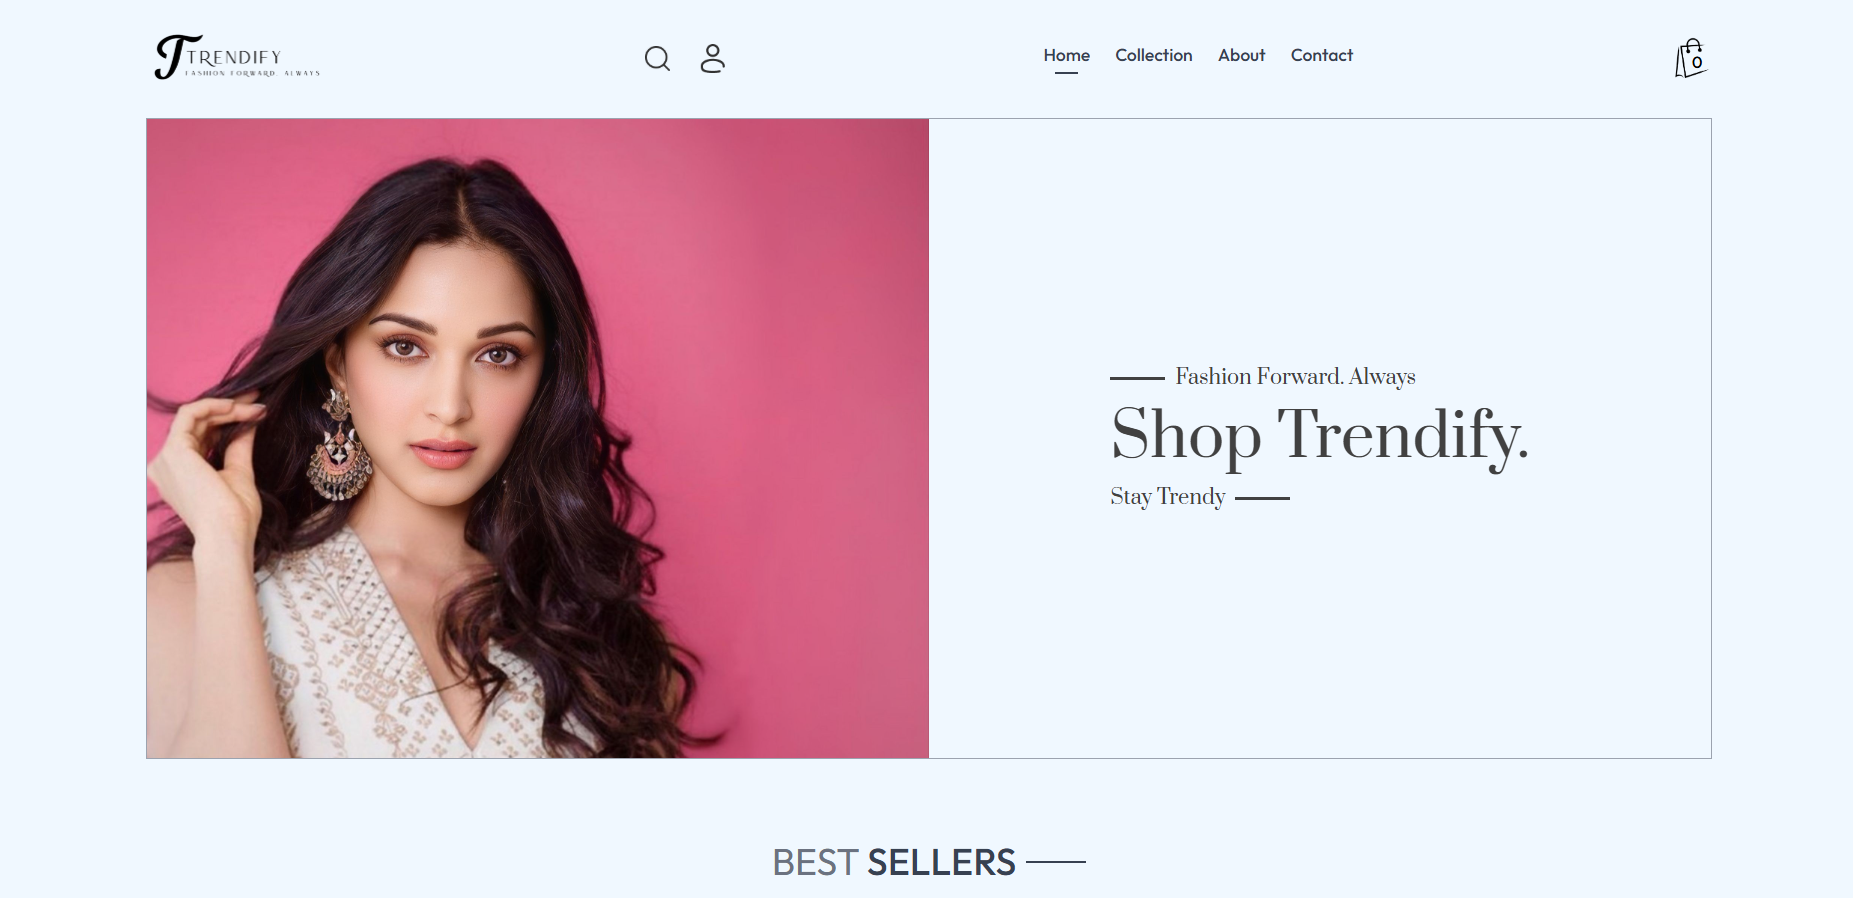 TRENDIFY
FASHION FORWARD. ALWAYS
Home Collection About Contact
0
Fashion Forward. Always
Shop Trendify.
Stay Trendy
BEST SELLERS